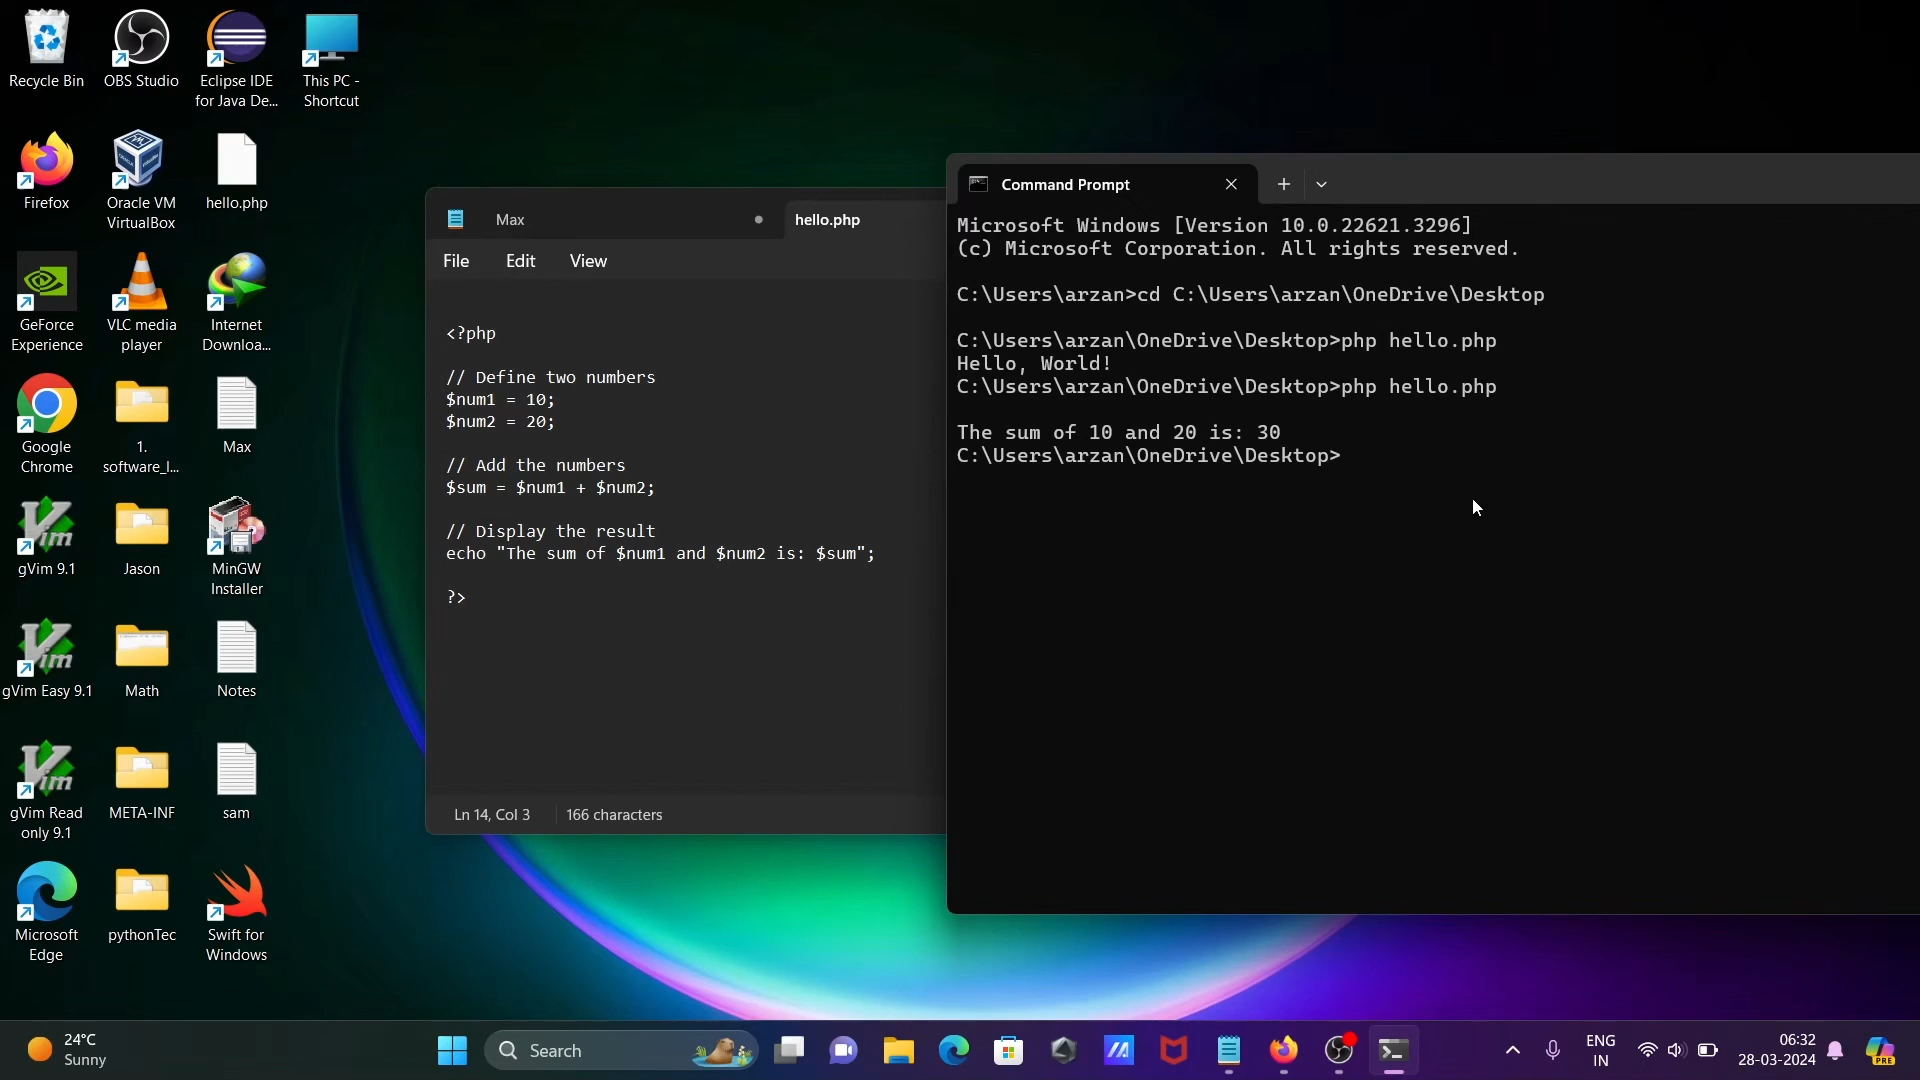 Recycle Bin
OBS Studio
Eclipse IDE
for Java De...
This PC -
Shortcut
Firefox
Oracle VM
VirtualBox
hello.php
GeForce
Experience
VLC media
player
Internet
Downloa...
Google
Chrome
1.
software_l...
Max
gVim 9.1
Jason
MinGW
Installer
gVim Easy 9.1
Math
Notes
gVim Read
only 9.1
META-INF
sam
Microsoft
Edge
pythonTec
Swift for
Windows
Max
hello.php
File Edit View
<?php
// Define two numbers
$num1 = 10;
$num2 = 20;
// Add the numbers
$sum = $num1 + $num2;
// Display the result
echo "The sum of $num1 and $num2 is: $sum";
?>
Ln 14, Col 3
166 characters
Command Prompt
Microsoft Windows [Version 10.0.22621.3296]
(c) Microsoft Corporation. All rights reserved.
C:\Users\arzan>cd C:\Users\arzan\OneDrive\Desktop
C:\Users\arzan\OneDrive\Desktop>php hello.php
Hello, World!
C:\Users\arzan\OneDrive\Desktop>php hello.php
The sum of 10 and 20 is: 30
C:\Users\arzan\OneDrive\Desktop>
24°C
Sunny
Search
ENG
IN
06:32
28-03-2024
PRE